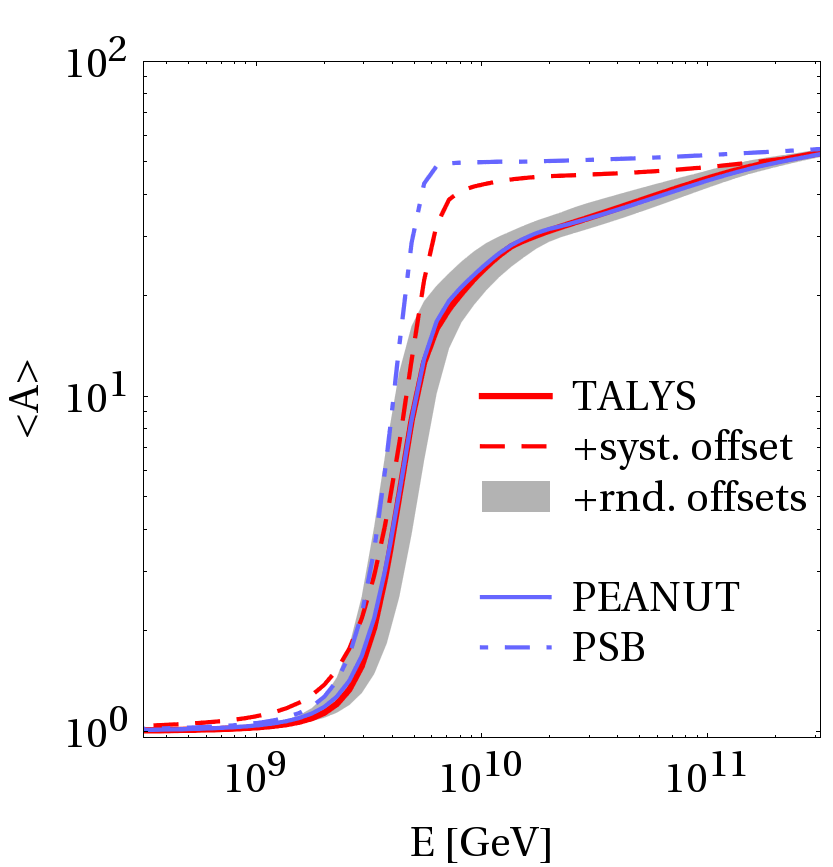 10²
10¹
10⁰
<A>
TALYS
+syst. offset
+rnd. offsets
PEANUT
PSB
10⁹ 10¹⁰ 10¹¹
E [GeV]